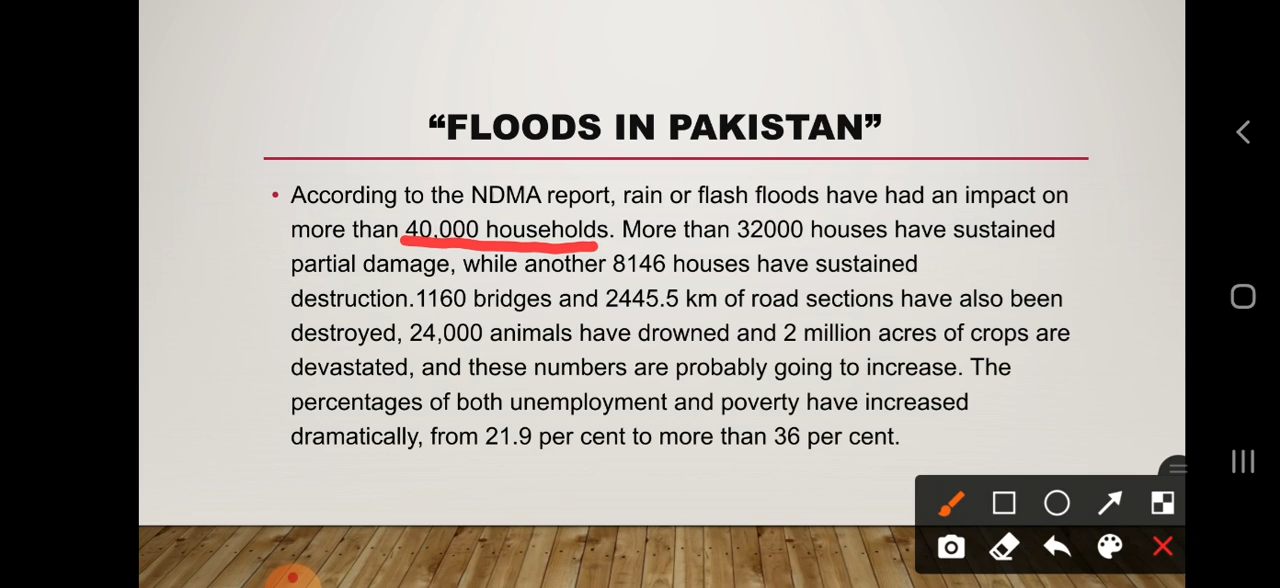 “FLOODS IN PAKISTAN”
• According to the NDMA report, rain or flash floods have had an impact on
more than 40,000 households. More than 32000 houses have sustained
partial damage, while another 8146 houses have sustained
destruction.1160 bridges and 2445.5 km of road sections have also been
destroyed, 24,000 animals have drowned and 2 million acres of crops are
devastated, and these numbers are probably going to increase. The
percentages of both unemployment and poverty have increased
dramatically, from 21.9 per cent to more than 36 per cent.